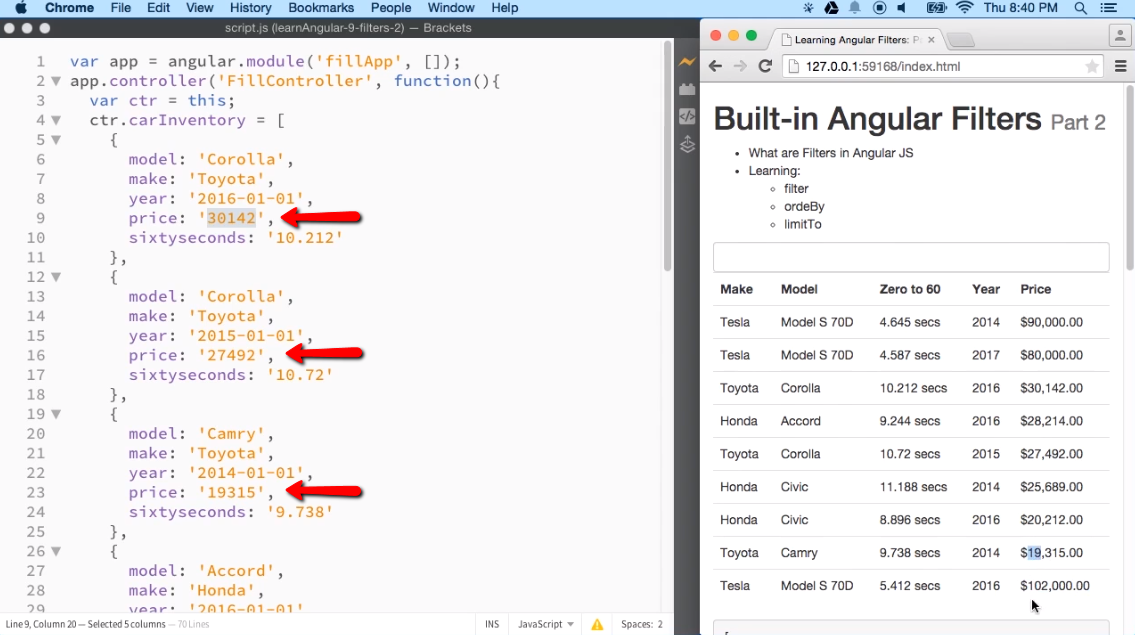 Chrome File Edit View History Bookmarks People Window Help Thu 8:40 PM
script.js (learnAngular-9-filters-2) — Brackets
1 var app = angular.module('fillApp', []);
2 app.controller('FillController', function(){
3 var ctr = this;
4 ctr.carInventory = [
5 {
6 model: 'Corolla',
7 make: 'Toyota',
8 year: '2016-01-01',
9 price: '30142',
10 sixtyseconds: '10.212'
11 },
12 {
13 model: 'Corolla',
14 make: 'Toyota',
15 year: '2015-01-01',
16 price: '27492',
17 sixtyseconds: '10.72'
18 },
19 {
20 model: 'Camry',
21 make: 'Toyota',
22 year: '2014-01-01',
23 price: '19315',
24 sixtyseconds: '9.738'
25 },
26 {
27 model: 'Accord',
28 make: 'Honda',
29 year: '2016-01-01'
Line 9, Column 20 — Selected 5 columns — 70 Lines INS JavaScript Spaces: 2
Learning Angular Filters: P
127.0.0.1:59168/index.html
Built-in Angular Filters Part 2
• What are Filters in Angular JS
• Learning:
filter
ordeBy
limitTo
Make Model Zero to 60 Year Price
Tesla Model S 70D 4.645 secs 2014 $90,000.00
Tesla Model S 70D 4.587 secs 2017 $80,000.00
Toyota Corolla 10.212 secs 2016 $30,142.00
Honda Accord 9.244 secs 2016 $28,214.00
Toyota Corolla 10.72 secs 2015 $27,492.00
Honda Civic 11.188 secs 2014 $25,689.00
Honda Civic 8.896 secs 2016 $20,212.00
Toyota Camry 9.738 secs 2014 $19,315.00
Tesla Model S 70D 5.412 secs 2016 $102,000.00